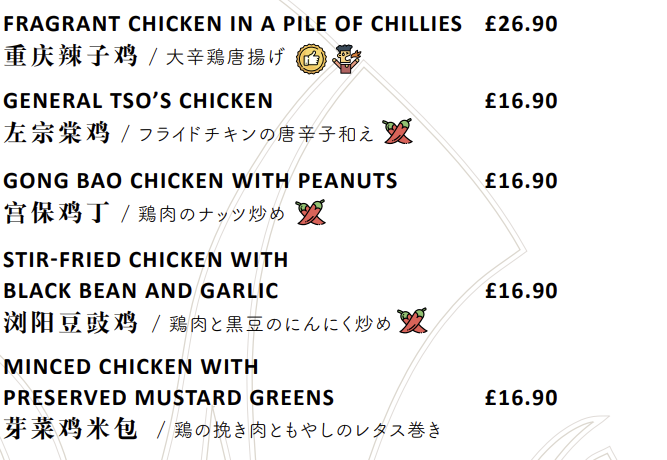 FRAGRANT CHICKEN IN A PILE OF CHILLIES £26.90
重庆辣子鸡 / 大辛鶏唐揚げ
GENERAL TSO’S CHICKEN £16.90
左宗棠鸡 / フライドチキンの唐辛子和え
GONG BAO CHICKEN WITH PEANUTS £16.90
宫保鸡丁 / 鶏肉のナッツ炒め
STIR-FRIED CHICKEN WITH
BLACK BEAN AND GARLIC £16.90
浏阳豆豉鸡 / 鶏肉と黒豆のにんにく炒め
MINCED CHICKEN WITH
PRESERVED MUSTARD GREENS £16.90
芽菜鸡米包 / 鶏の挽き肉ともやしのレタス巻き